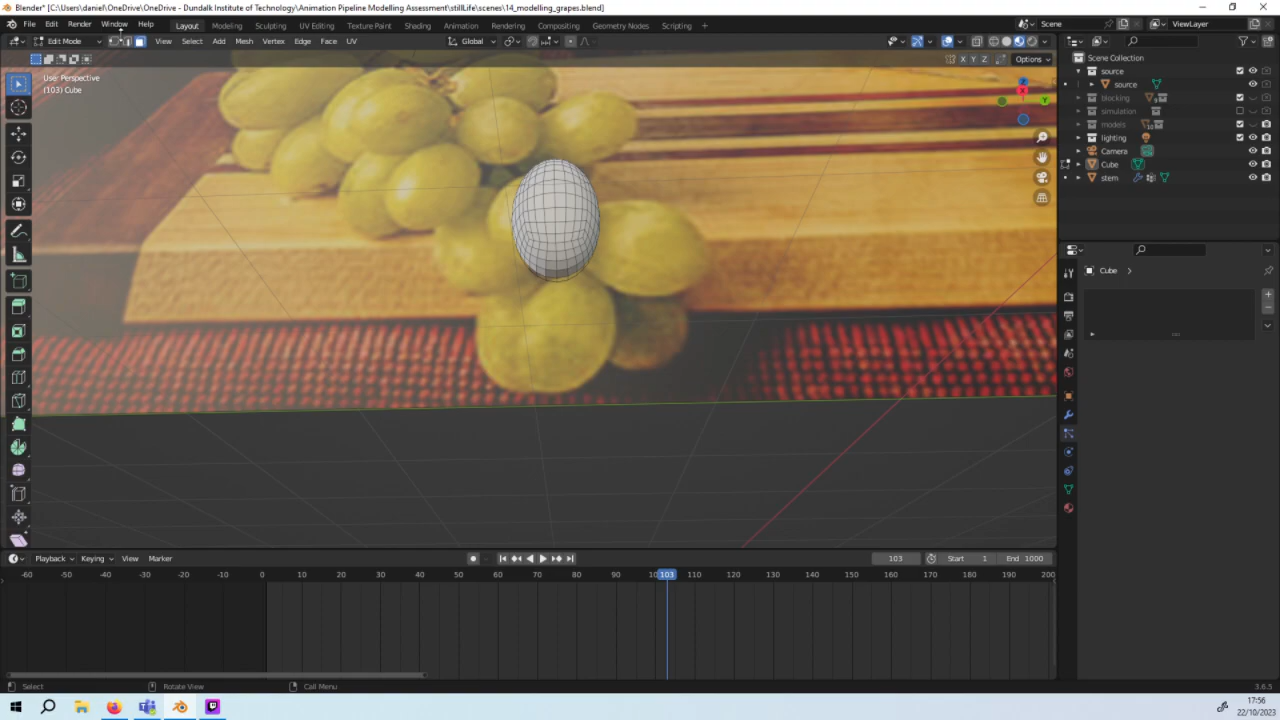 Blender* [C:\Users\daniel\OneDrive\OneDrive - Dundalk Institute of Technology\Animation Pipeline Modelling Assessment\stillLife\scenes\14_modelling_grapes.blend]
File Edit Render Window Help Layout Modeling Sculpting UV Editing Texture Paint Shading Animation Rendering Compositing Geometry Nodes Scripting + Scene ViewLayer
Edit Mode View Select Add Mesh Vertex Edge Face UV Global
X Y Z Options
User Perspective
(103) Cube
Z
X
Y
Scene Collection
source
source
blocking
simulation
models
lighting
Camera
Cube
stem
Cube
Playback Keying View Marker 103 Start 1 End 1000
-60 -50 -40 -30 -20 -10 0 10 20 30 40 50 60 70 80 90 103 110 120 130 140 150 160 170 180 190 200
Select Rotate View Call Menu 3.6.5
17:56
22/10/2023